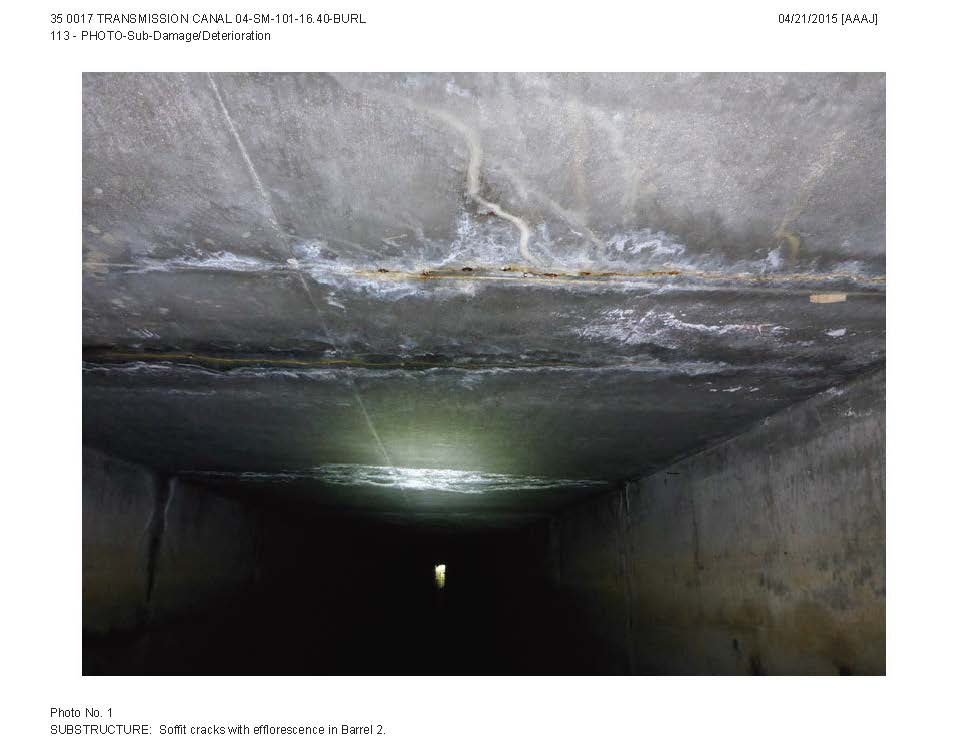 35 0017 TRANSMISSION CANAL 04-SM-101-16.40-BURL 04/21/2015 [AAAJ]
113 - PHOTO-Sub-Damage/Deterioration
Photo No. 1
SUBSTRUCTURE: Soffit cracks with efflorescence in Barrel 2.